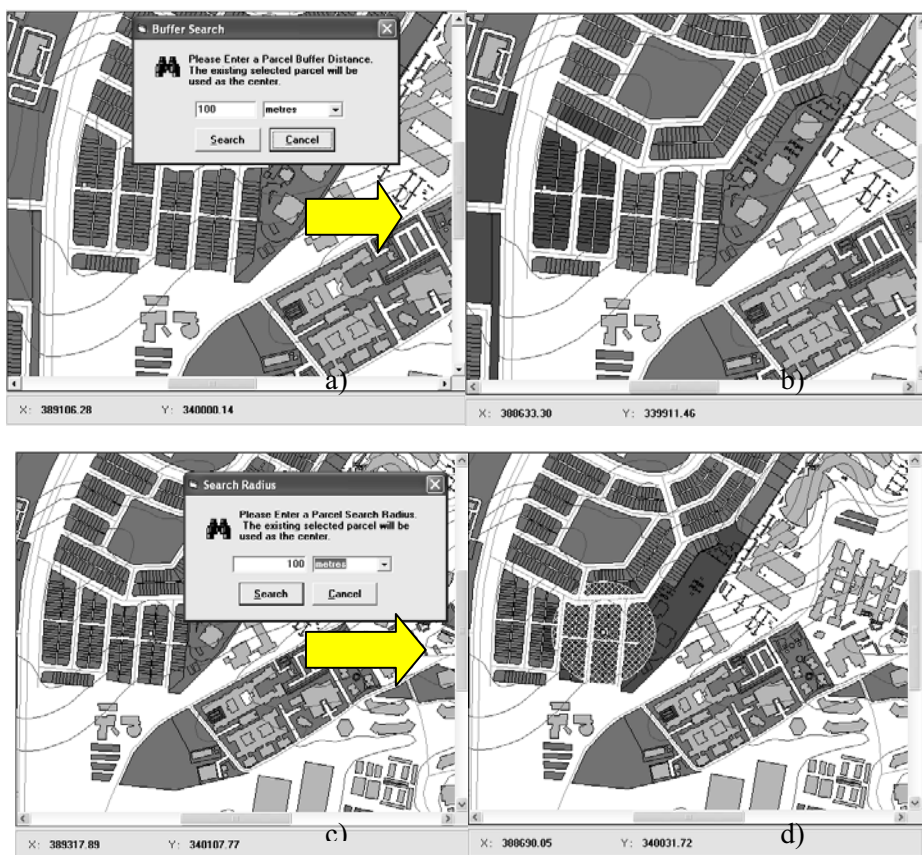 Buffer Search
Please Enter a Parcel Buffer Distance.
The existing selected parcel will be
used as the center.
100 metres
Search Cancel
a)
b)
X: 389106.28 Y: 340000.14
X: 388633.30 Y: 339911.46
Search Radius
Please Enter a Parcel Search Radius.
The existing selected parcel will be
used as the center.
100 metres
Search Cancel
c)
d)
X: 389317.89 Y: 340107.77
X: 388690.05 Y: 340031.72